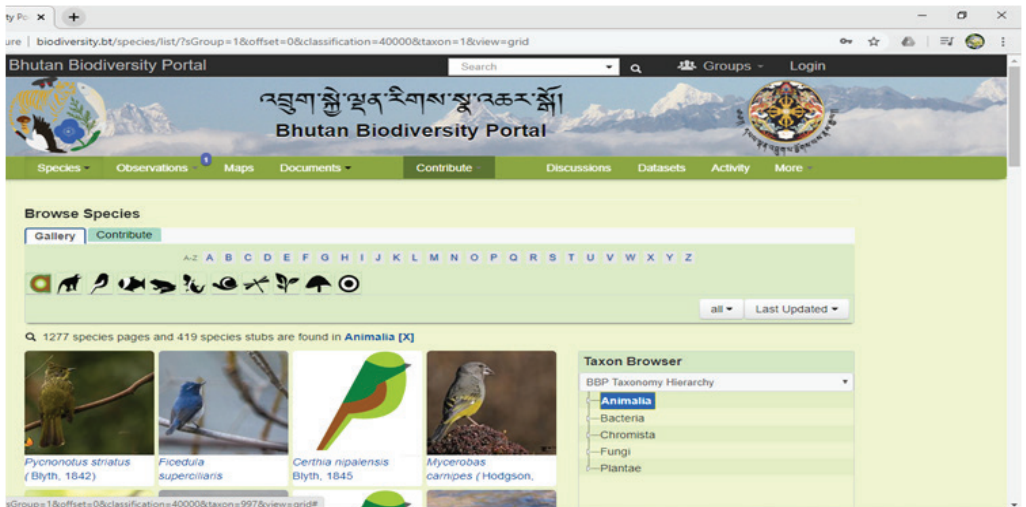 ty Po
ure | biodiversity.bt/species/list/?sGroup=1&offset=0&classification=40000&taxon=1&view=grid
Bhutan Biodiversity Portal
Search
Groups
Login
འབྲུག་སྐྱེ་ལྡན་རིགས་སྣ་འཆར་སྒོ།
Bhutan Biodiversity Portal
Species
Observations
1
Maps
Documents
Contribute
Discussions
Datasets
Activity
More
Browse Species
Gallery
Contribute
A-Z A B C D E F G H I J K L M N O P Q R S T U V W X Y Z
all
Last Updated
1277 species pages and 419 species stubs are found in Animalia [X]
Taxon Browser
BBP Taxonomy Hierarchy
Animalia
Bacteria
Chromista
Fungi
Plantae
Pycnonotus striatus
(Blyth, 1842)
Ficedula
superciliaris
Certhia nipalensis
Blyth, 1845
Mycerobas
carnipes (Hodgson,
sGroup=1&offset=0&classification=40000&taxon=997&view=grid#